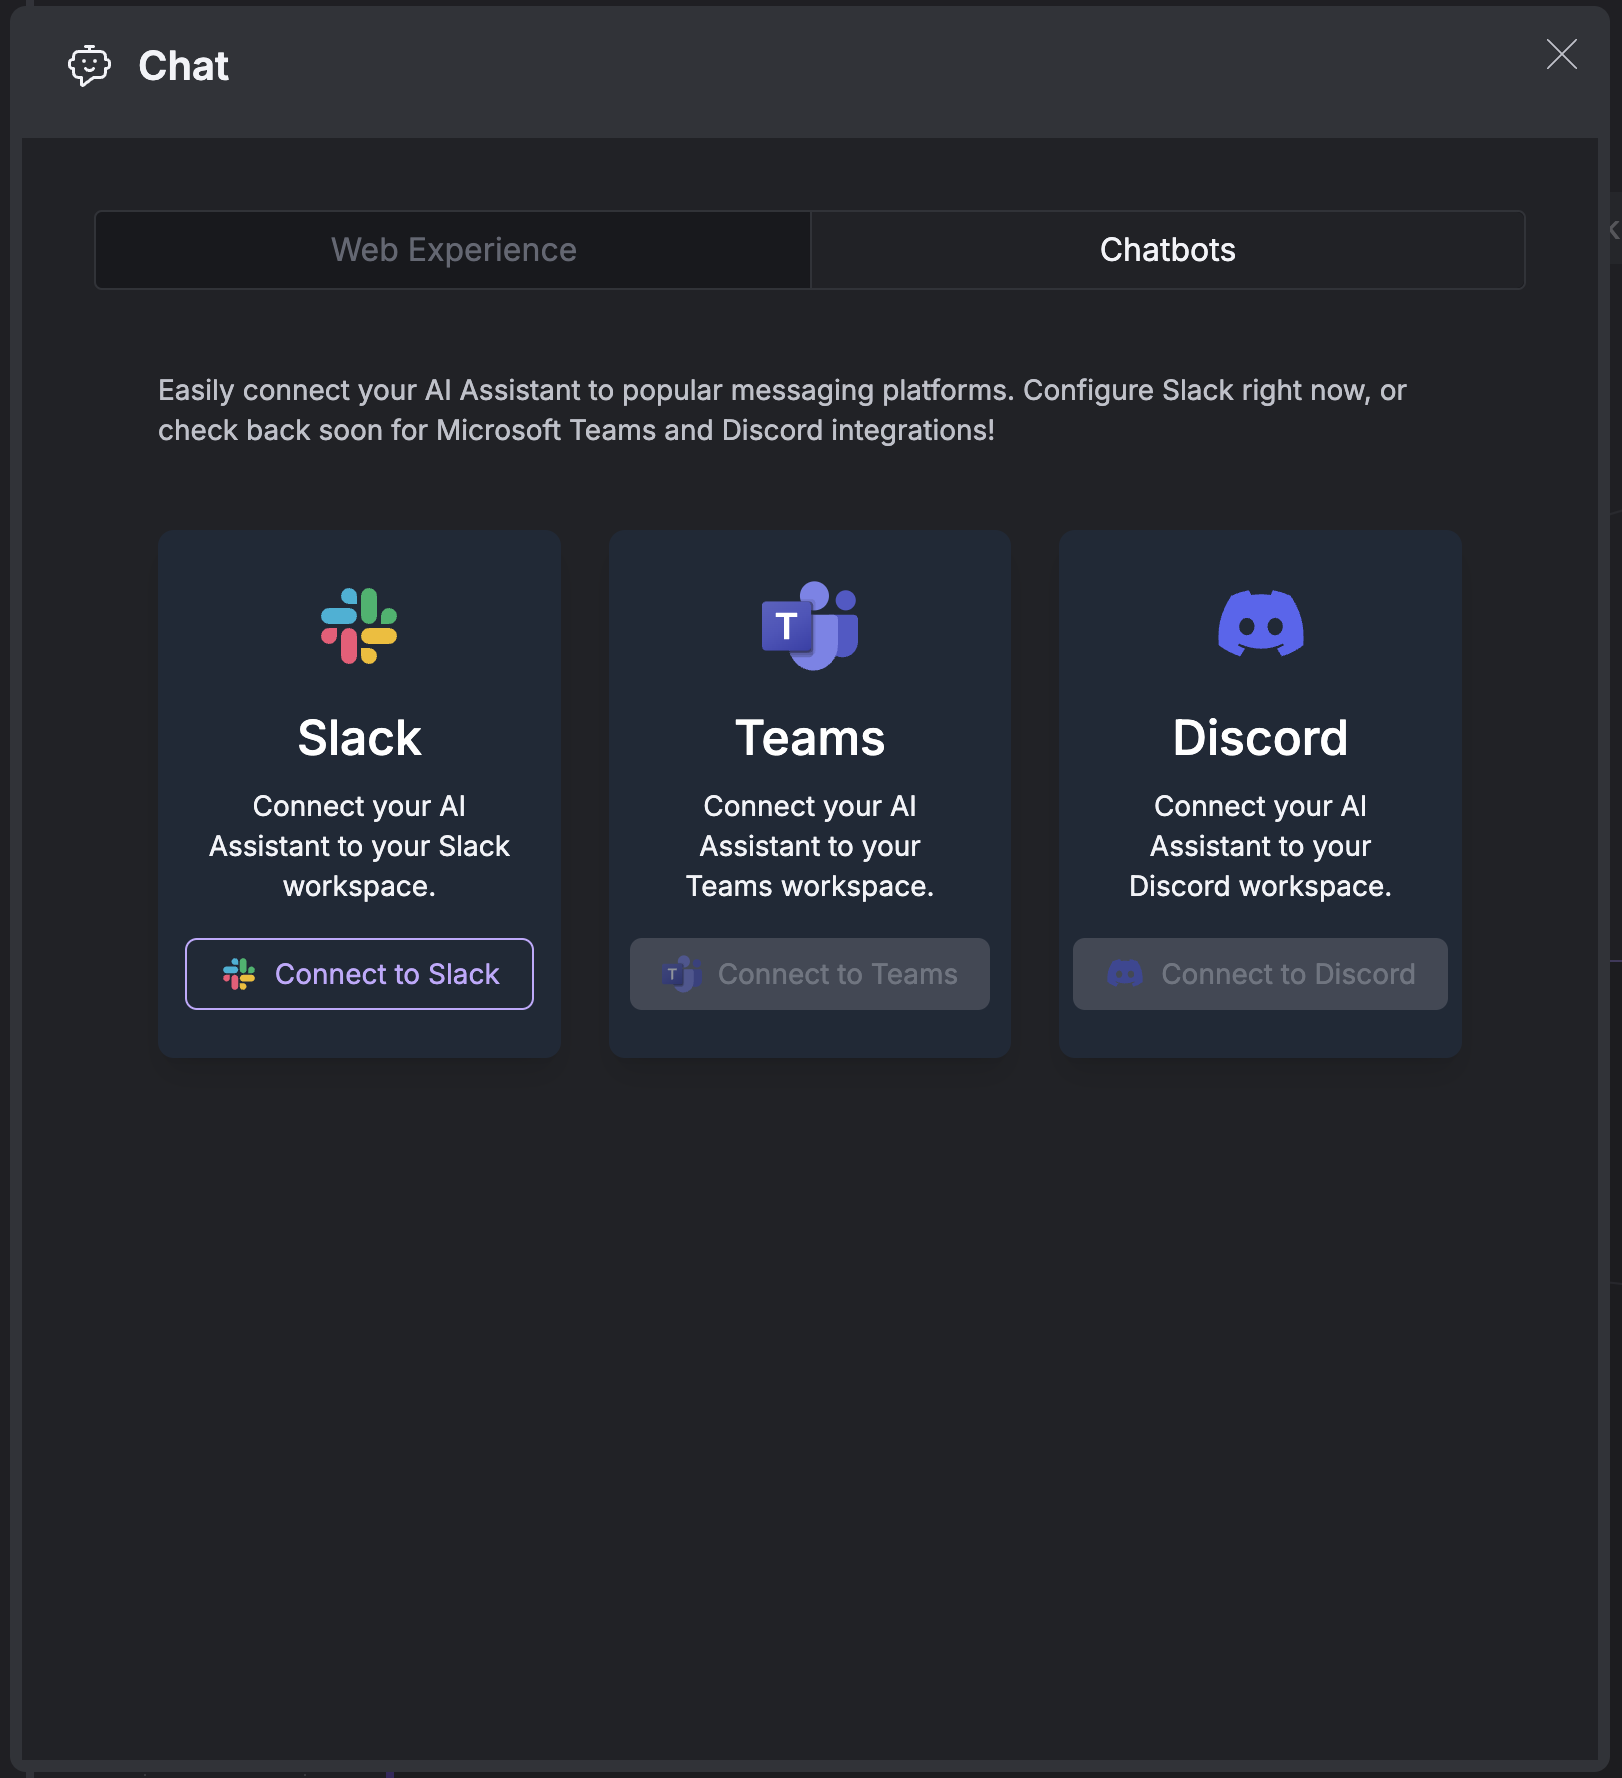 Chat
Web Experience
Chatbots
Easily connect your AI Assistant to popular messaging platforms. Configure Slack right now, or
check back soon for Microsoft Teams and Discord integrations!
Slack
Connect your AI
Assistant to your Slack
workspace.
Connect to Slack
T
Teams
Connect your AI
Assistant to your
Teams workspace.
T
Connect to Teams
Discord
Connect your AI
Assistant to your
Discord workspace.
Connect to Discord